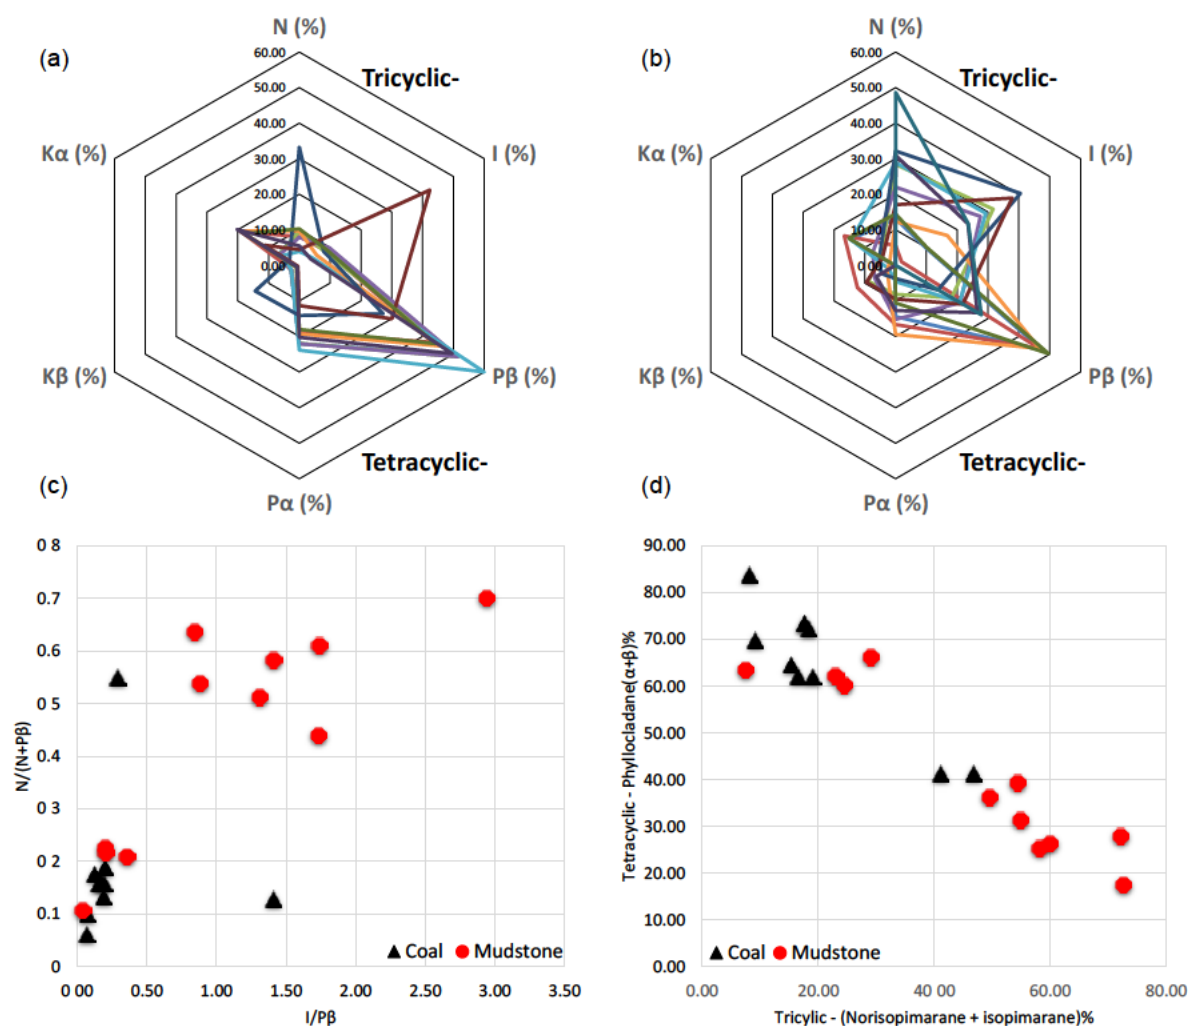 (a)
N (%)
60.00
50.00
40.00
30.00
20.00
10.00
0.00
Tricyclic-
Kα (%)
I (%)
Kβ (%)
Pβ (%)
Tetracyclic-
Pα (%)
(b)
N (%)
60.00
50.00
40.00
30.00
20.00
10.00
0.00
Tricyclic-
Kα (%)
I (%)
Kβ (%)
Pβ (%)
Tetracyclic-
Pα (%)
(c)
N/(N+Pβ)
0 8
0.7
0.6
0 5
0.4
0 3
0.2
0.1
0
Coal
Mudstone
0 00
0.50
1.00
1.50
2.00
2.50
3.00
3.50
I/Pβ
(d)
Tetracyclic - Phyllocladane(α+β)%
90.00
80.00
70.00
60.00
50.00
40.00
30.00
20.00
10.00
0.00
Coal
Mudstone
0.00
20.00
40.00
60.00
80.00
Tricylic - (Norisopimarane + isopimarane)%